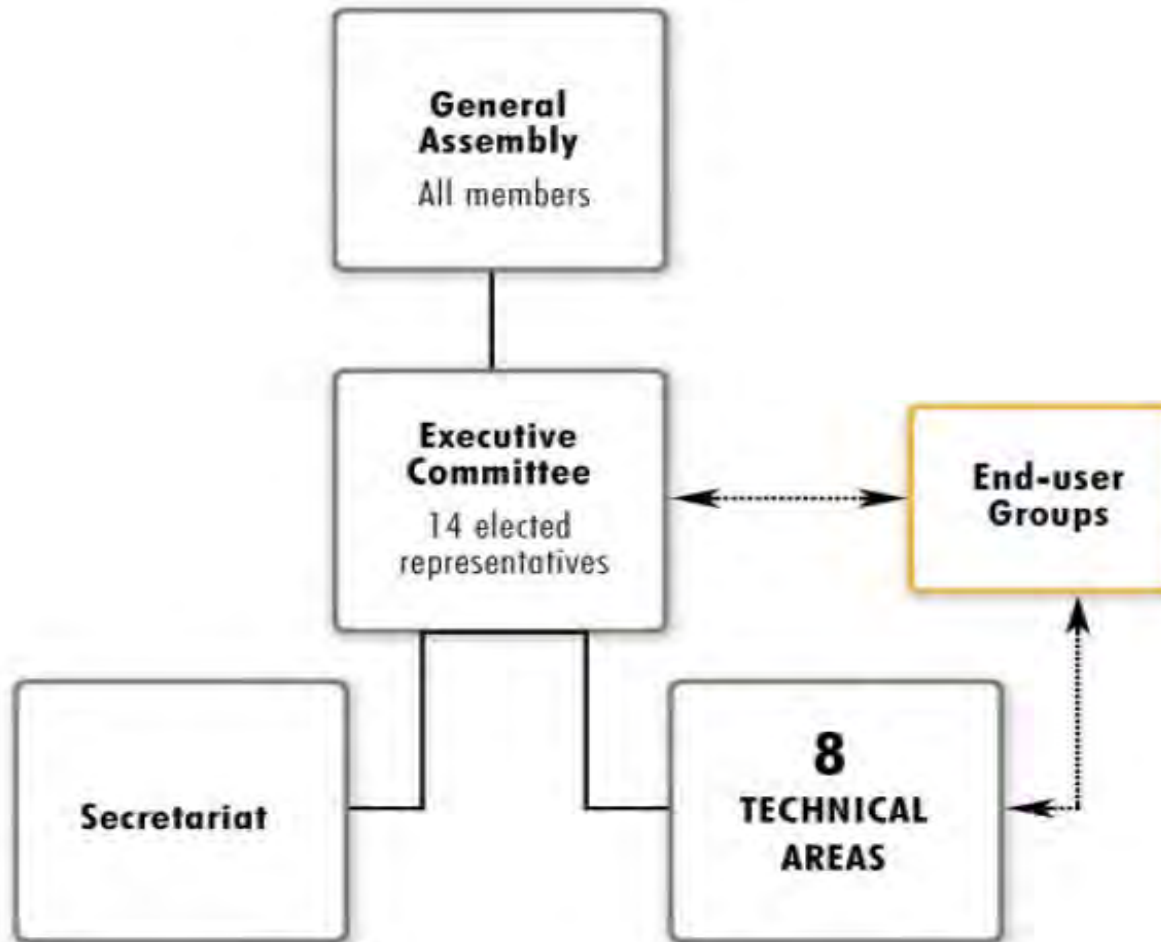 General
Assembly
All members
Executive
Committee
14 elected
representatives
End-user
Groups
Secretariat
8
TECHNICAL
AREAS